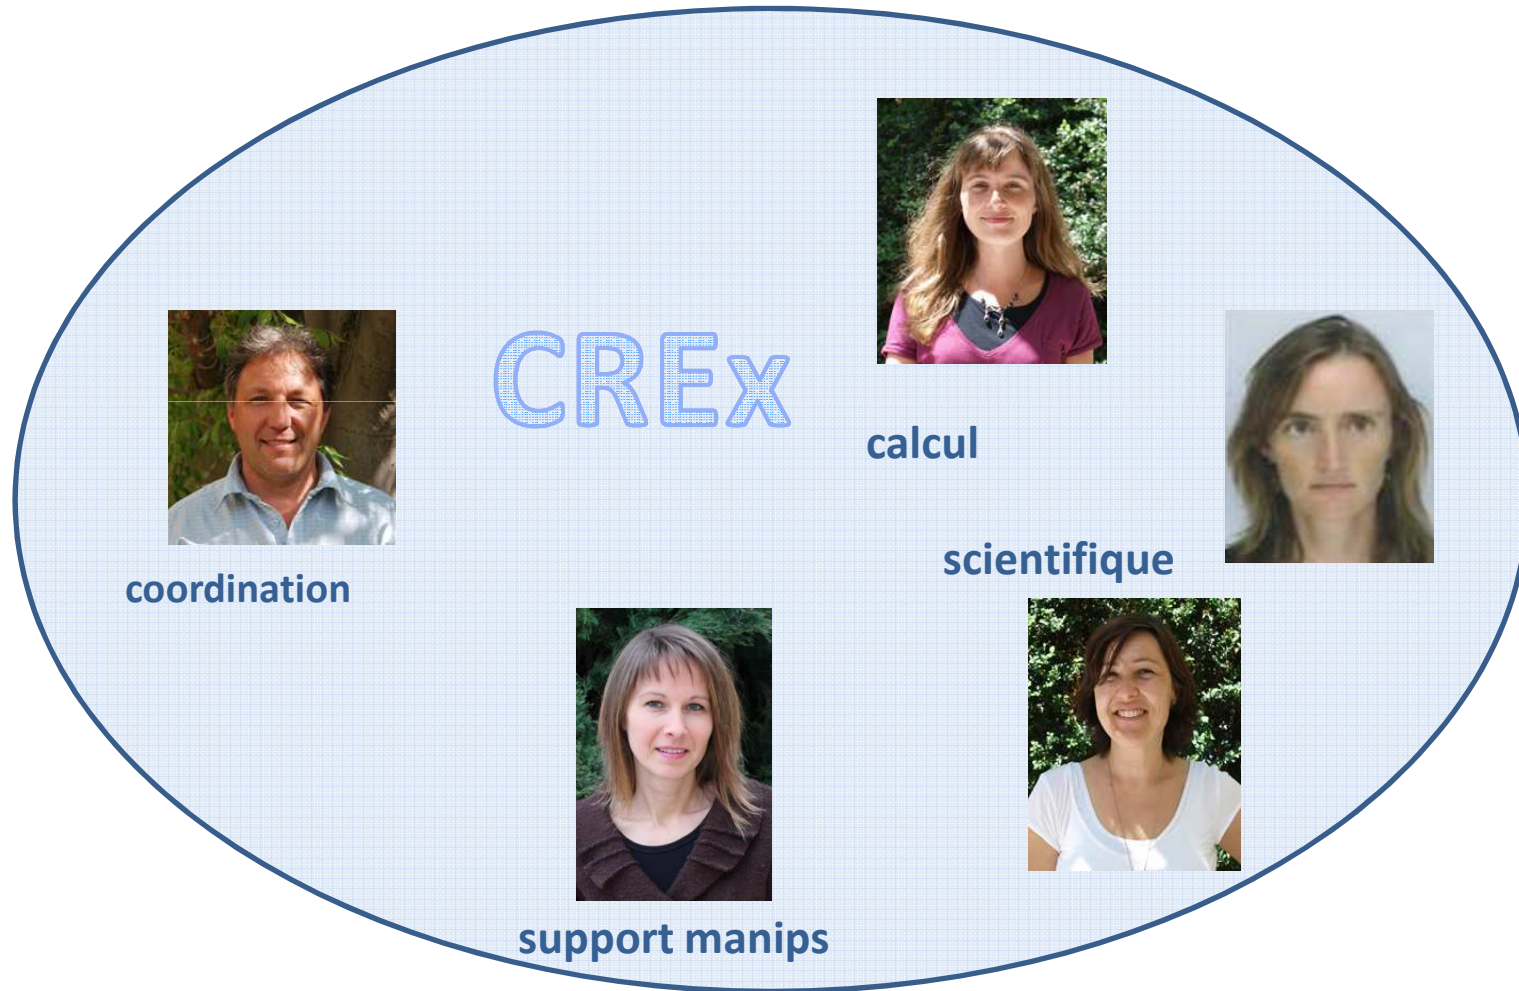 CREx
calcul
scientifique
coordination
support manips